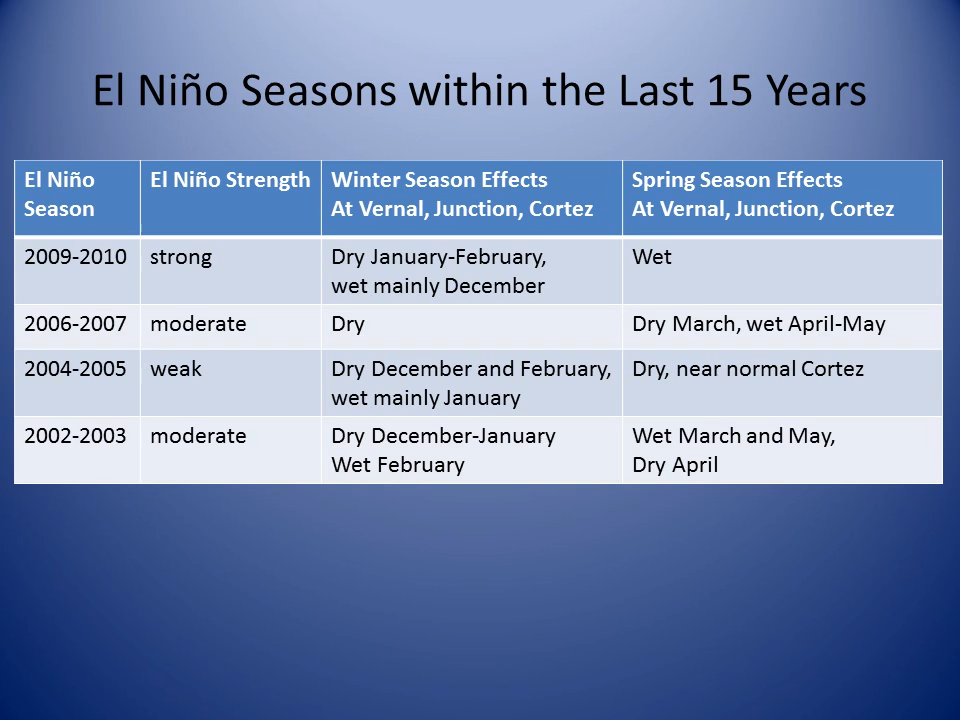 El Niño Seasons within the Last 15 Years
El Niño Season
El Niño Strength
Winter Season Effects
At Vernal, Junction, Cortez
Spring Season Effects
At Vernal, Junction, Cortez
2009-2010
strong
Dry January-February,
wet mainly December
Wet
2006-2007
moderate
Dry
Dry March, wet April-May
2004-2005
weak
Dry December and February,
wet mainly January
Dry, near normal Cortez
2002-2003
moderate
Dry December-January
Wet February
Wet March and May,
Dry April